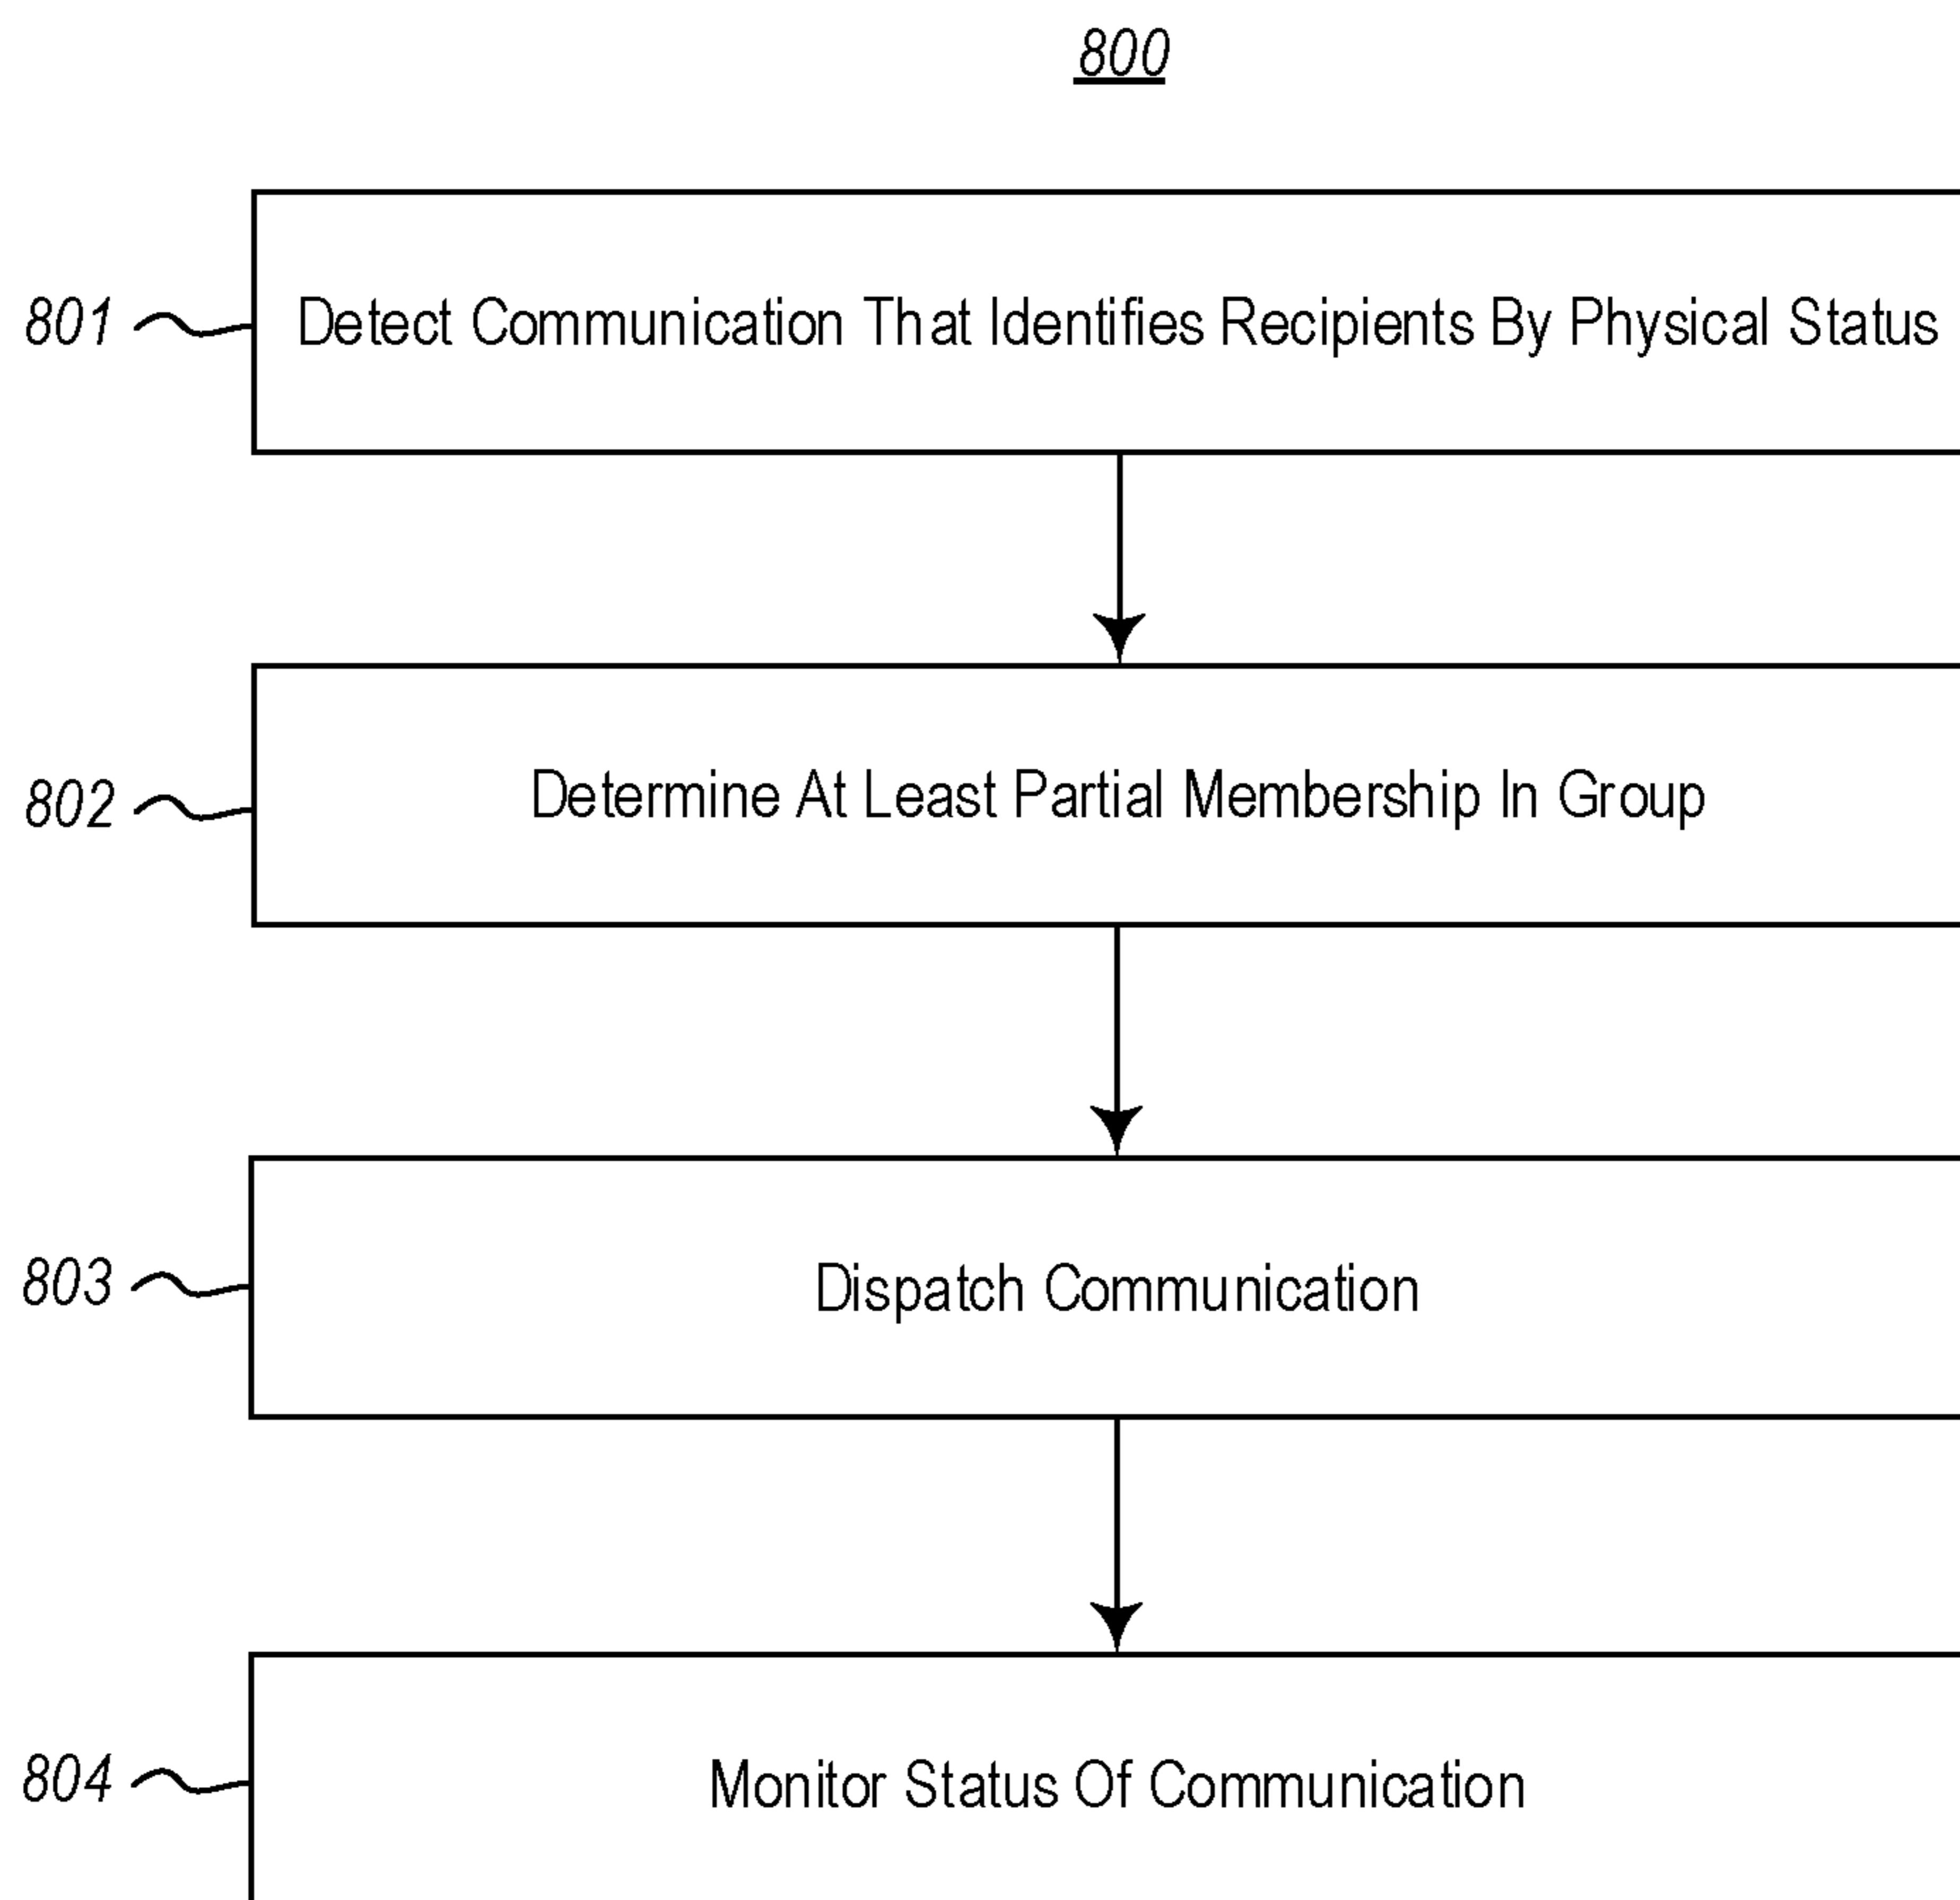 800
801 Detect Communication That Identifies Recipients By Physical Status
802 Determine At Least Partial Membership In Group
803 Dispatch Communication
804 Monitor Status Of Communication